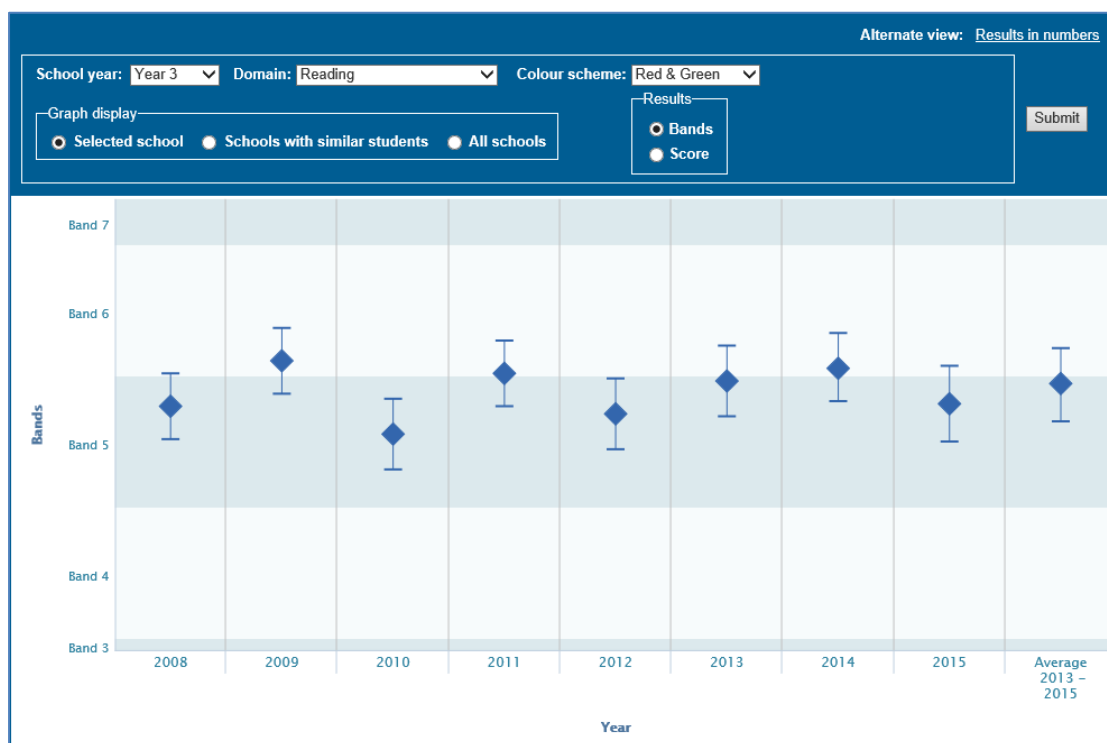 Alternate view: Results in numbers
School year: Year 3 Domain: Reading Colour scheme: Red & Green
Graph display
Selected school Schools with similar students All schools
Results
Bands
Score
Submit
Band 7
Band 6
Band 5
Band 4
Band 3
Bands
2008 2009 2010 2011 2012 2013 2014 2015 Average
2013 –
2015
Year